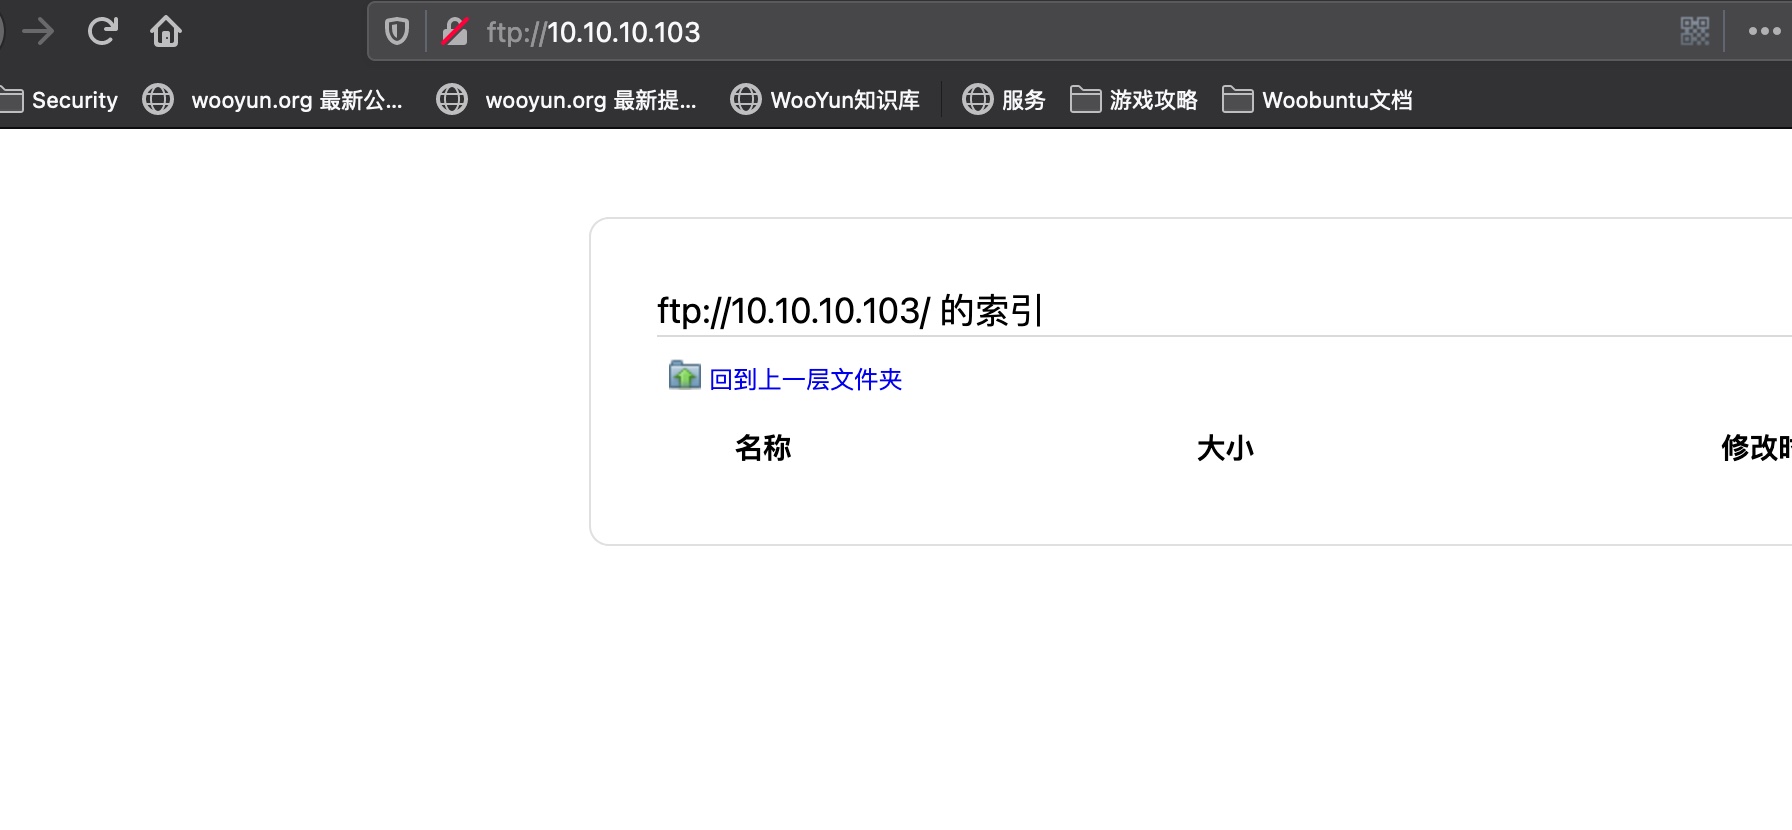 ftp://10.10.10.103
Security wooyun.org 最新公... wooyun.org 最新提... WooYun知识库 服务 游戏攻略 Woobuntu文档
ftp://10.10.10.103/ 的索引
回到上一层文件夹
名称 大小 修改时